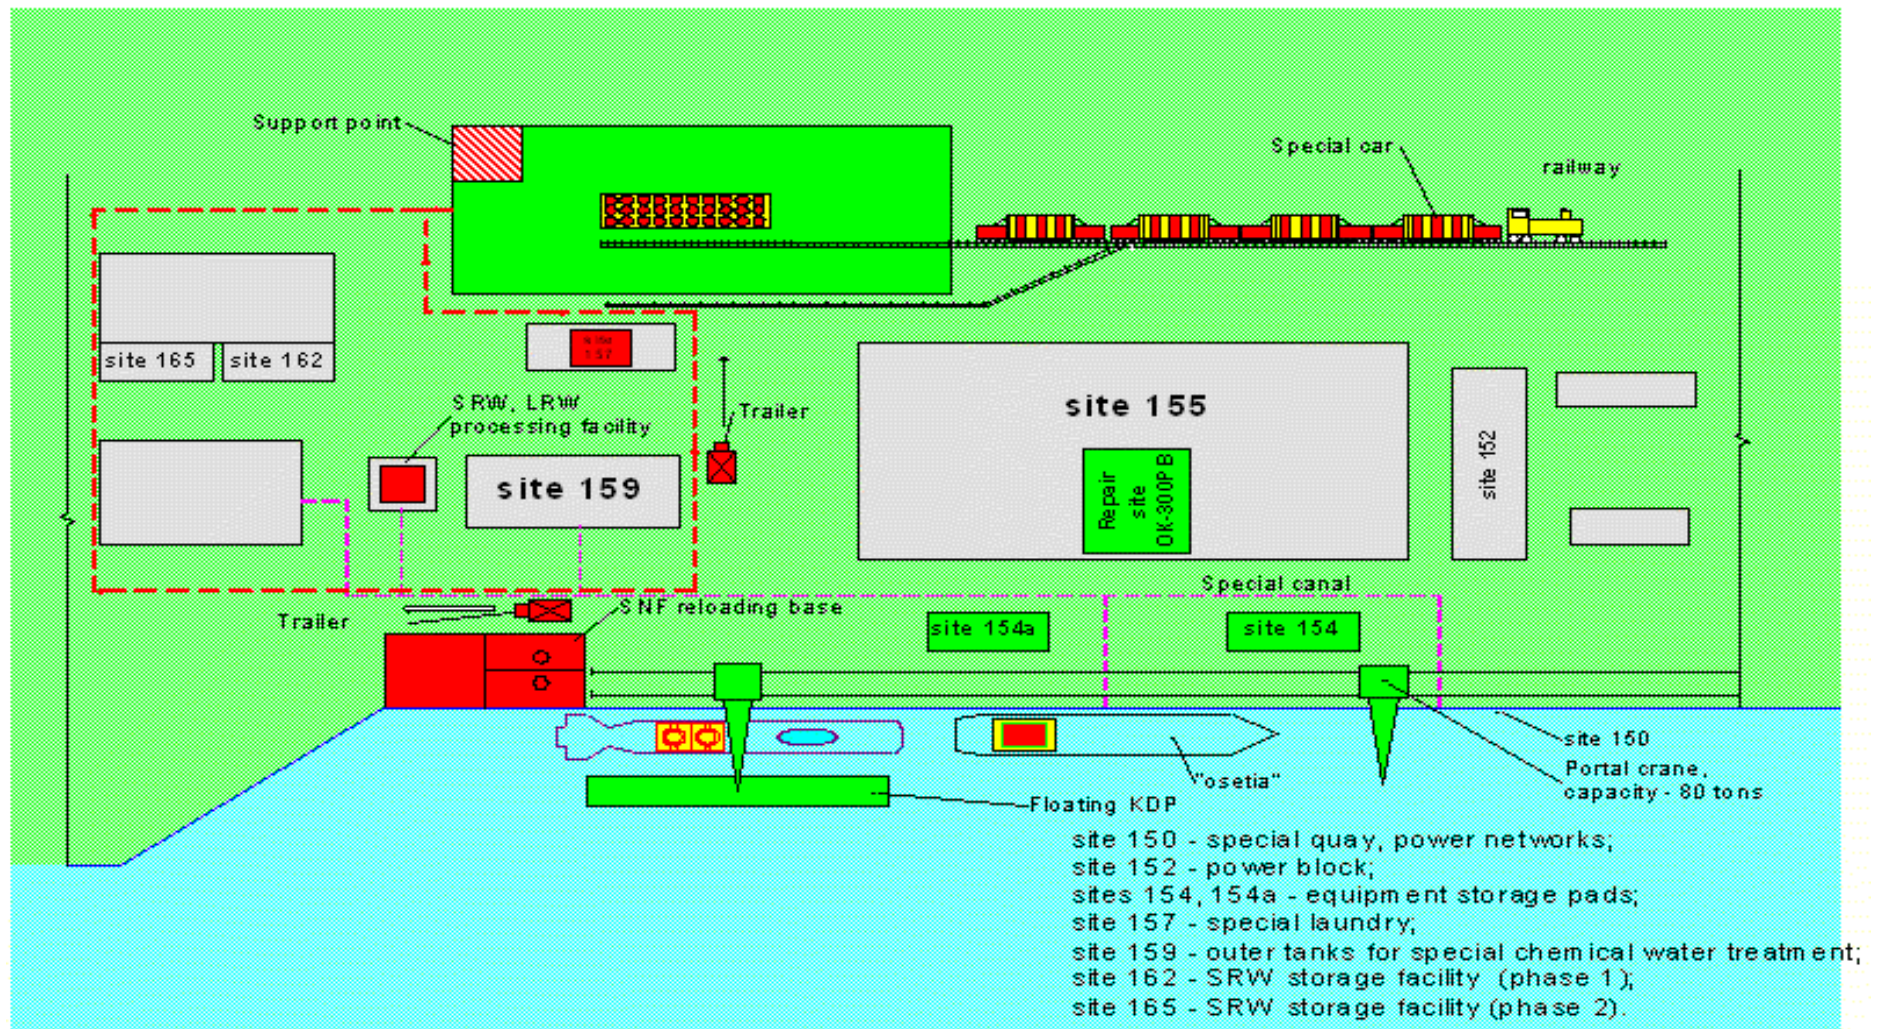 Support point
Special car
railway
site 165
site 162
site
157
SRW, LRW
processing facility
Trailer
site 155
site 159
Repair
site
OK-300PB
site 152
Special canal
Trailer
SNF reloading base
site 154a
site 154
site 150
"osetia"
Portal crane,
capacity - 80 tons
Floating KDP
site 150 - special quay, power networks;
site 152 - power block;
sites 154, 154a - equipment storage pads;
site 157 - special laundry;
site 159 - outer tanks for special chemical water treatment;
site 162 - SRW storage facility (phase 1);
site 165 - SRW storage facility (phase 2).